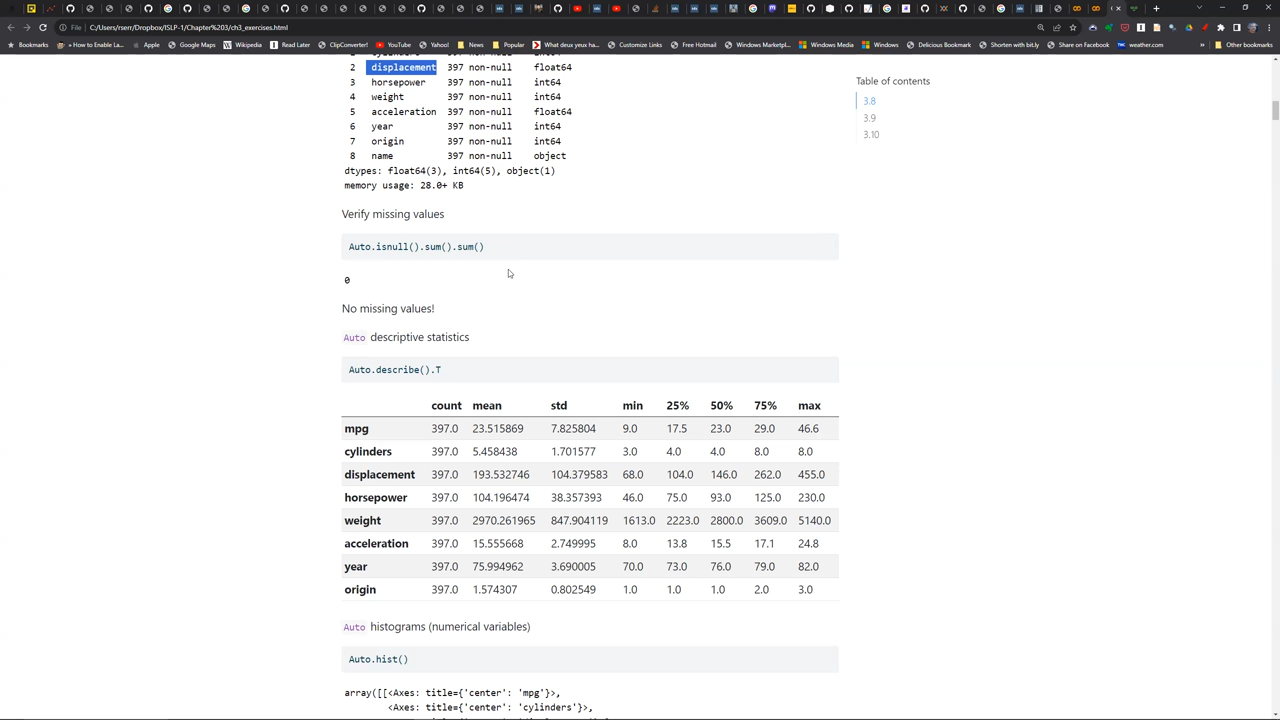 File C:/Users/rserr/Dropbox/ISLP-1/Chapter%203/ch3_exercises.html
Bookmarks » How to Enable La... Apple Google Maps Wikipedia Read Later ClipConverter! YouTube Yahoo! News Popular What deux yeux ha... Customize Links Free Hotmail Windows Marketpl... Windows Media Windows Delicious Bookmark Shorten with bit.ly Share on Facebook weather.com » Other bookmarks
2 displacement 397 non-null float64
3 horsepower 397 non-null int64
4 weight 397 non-null int64
5 acceleration 397 non-null float64
6 year 397 non-null int64
7 origin 397 non-null int64
8 name 397 non-null object
dtypes: float64(3), int64(5), object(1)
memory usage: 28.0+ KB
Verify missing values
Auto.isnull().sum().sum()
0
No missing values!
Auto descriptive statistics
Auto.describe().T
count mean std min 25% 50% 75% max
mpg 397.0 23.515869 7.825804 9.0 17.5 23.0 29.0 46.6
cylinders 397.0 5.458438 1.701577 3.0 4.0 4.0 8.0 8.0
displacement 397.0 193.532746 104.379583 68.0 104.0 146.0 262.0 455.0
horsepower 397.0 104.196474 38.357393 46.0 75.0 93.0 125.0 230.0
weight 397.0 2970.261965 847.904119 1613.0 2223.0 2800.0 3609.0 5140.0
acceleration 397.0 15.555668 2.749995 8.0 13.8 15.5 17.1 24.8
year 397.0 75.994962 3.690005 70.0 73.0 76.0 79.0 82.0
origin 397.0 1.574307 0.802549 1.0 1.0 1.0 2.0 3.0
Auto histograms (numerical variables)
Auto.hist()
array([[<Axes: title={'center': 'mpg'}>,
<Axes: title={'center': 'cylinders'}>,
Table of contents
3.8
3.9
3.10